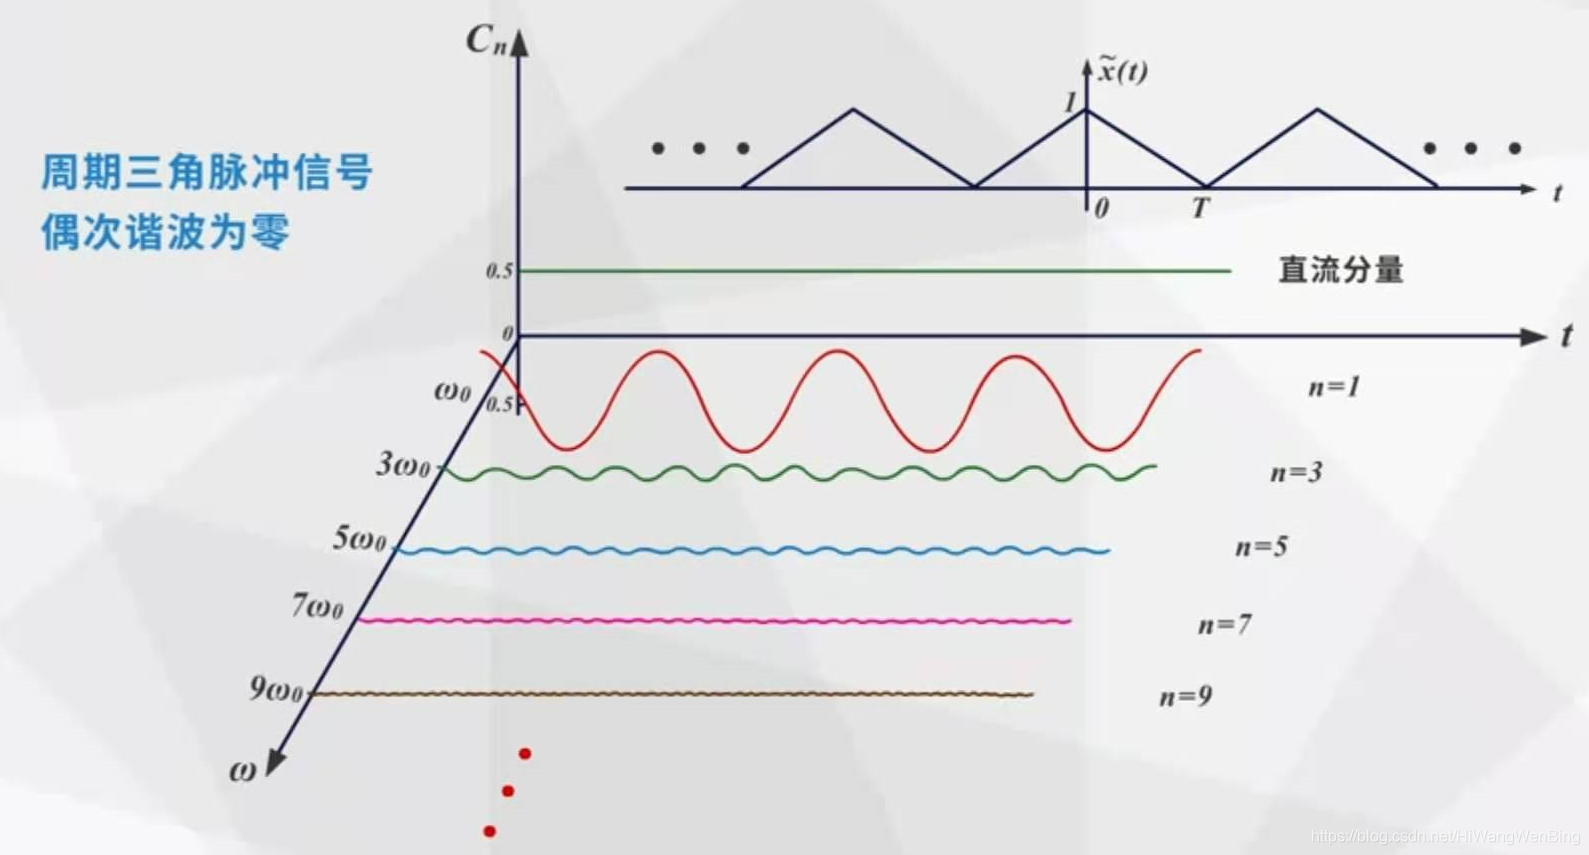 Cn
x̃(t)
1
周期三角脉冲信号
偶次谐波为零
0
T
t
0.5
直流分量
0
t
ω0
0.5
n=1
3ω0
n=3
5ω0
n=5
7ω0
n=7
9ω0
n=9
ω
https://blog.csdn.net/HiWangWenBing